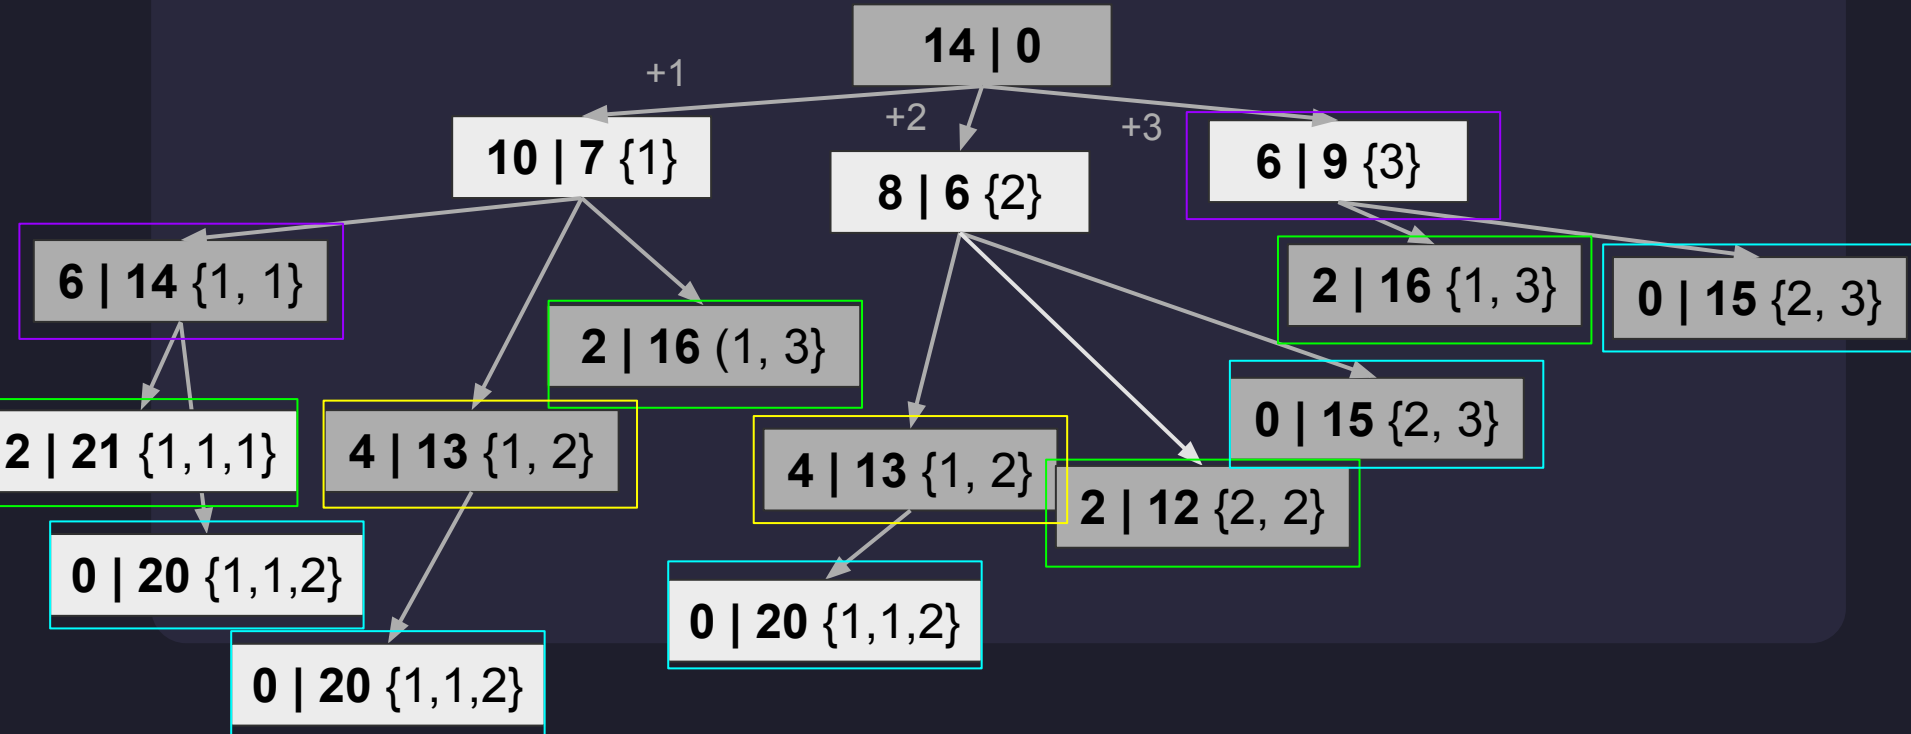 14 | 0
+1
+2
+3
10 | 7 {1}
8 | 6 {2}
6 | 9 {3}
6 | 14 {1, 1}
2 | 16 (1, 3}
2 | 16 {1, 3}
0 | 15 {2, 3}
2 | 21 {1,1,1}
4 | 13 {1, 2}
4 | 13 {1, 2}
2 | 12 {2, 2}
0 | 15 {2, 3}
0 | 20 {1,1,2}
0 | 20 {1,1,2}
0 | 20 {1,1,2}